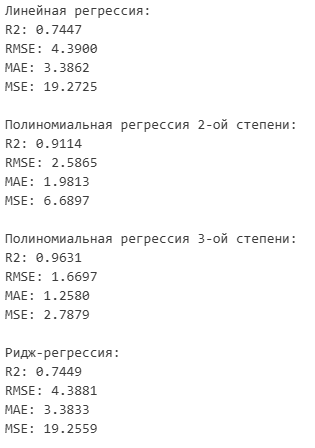 Линейная регрессия:
R2: 0.7447
RMSE: 4.3900
MAE: 3.3862
MSE: 19.2725

Полиномиальная регрессия 2-ой степени:
R2: 0.9114
RMSE: 2.5865
MAE: 1.9813
MSE: 6.6897

Полиномиальная регрессия 3-ой степени:
R2: 0.9631
RMSE: 1.6697
MAE: 1.2580
MSE: 2.7879

Ридж-регрессия:
R2: 0.7449
RMSE: 4.3881
MAE: 3.3833
MSE: 19.2559